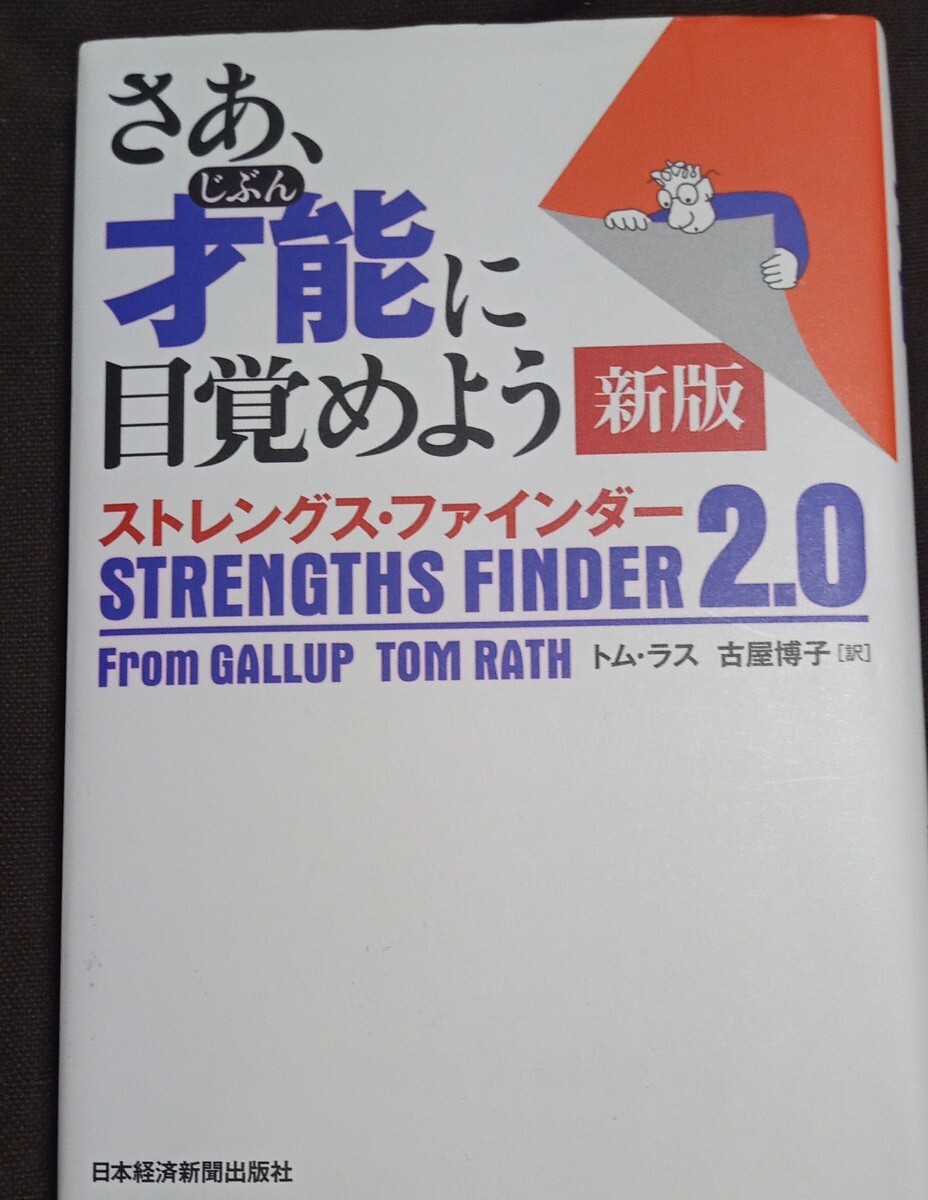 さあ、
じぶん
才能に
目覚めよう 新版
ストレングス・ファインダー
STRENGTHS FINDER 2.0
From GALLUP TOM RATH トム・ラス 古屋博子[訳]
日本経済新聞出版社